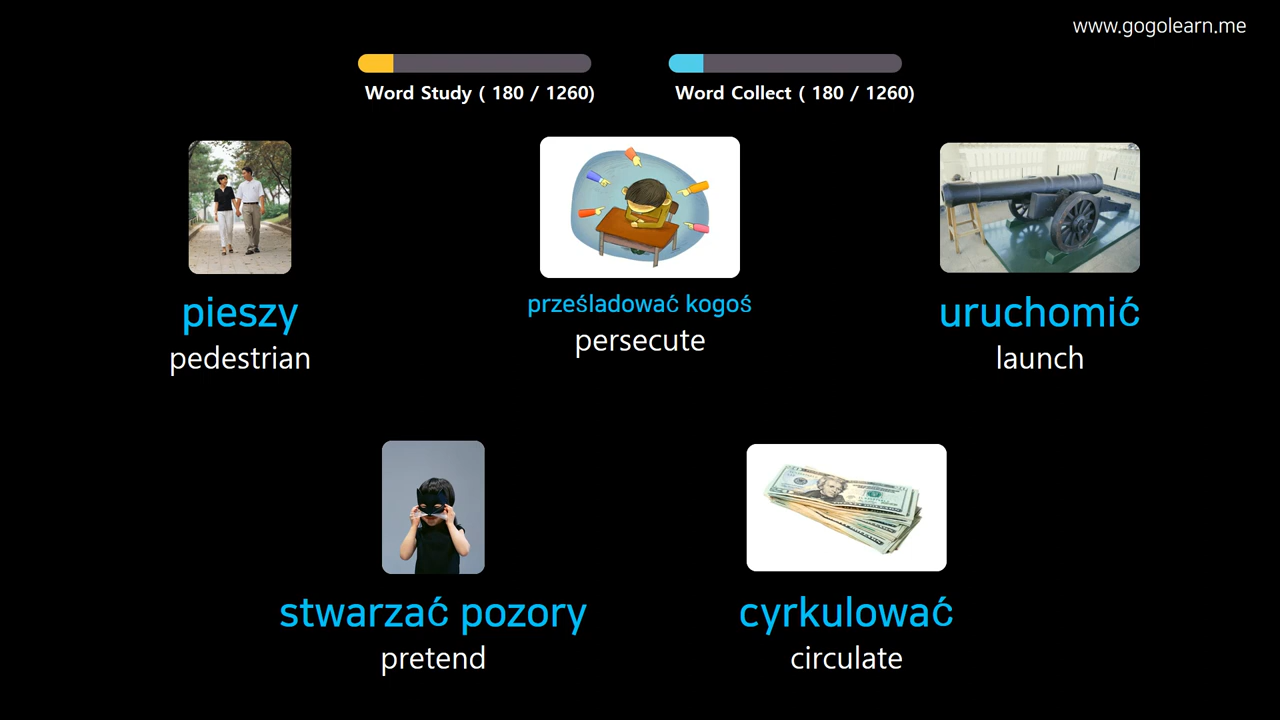 www.gogolearn.me
Word Study ( 180 / 1260)
Word Collect ( 180 / 1260)
pieszy
pedestrian
prześladować kogoś
persecute
uruchomić
launch
stwarzać pozory
pretend
cyrkulować
circulate